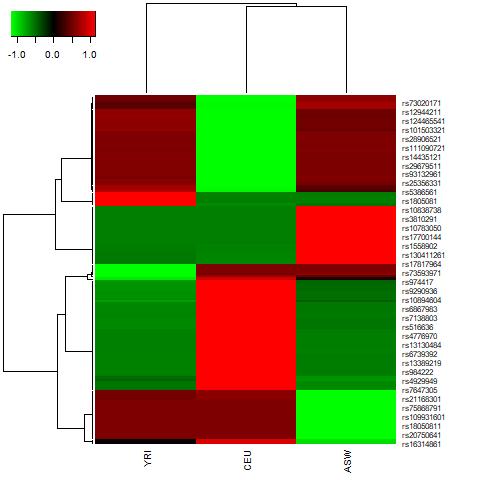 -1.0 0.0 1.0
rs73020171
rs12944211
rs124465541
rs101503321
rs28906521
rs111090721
rs14435121
rs29679511
rs93132961
rs25356331
rs5386561
rs1805081
rs10838738
rs3810291
rs10783050
rs17700144
rs1558902
rs130411261
rs17817964
rs73593971
rs974417
rs9290936
rs10894604
rs6867983
rs7138803
rs516636
rs4776970
rs13130484
rs6739392
rs13389219
rs984222
rs4929949
rs7647305
rs21168301
rs75868791
rs109931601
rs18050811
rs20750641
rs16314861
YRI CEU ASW